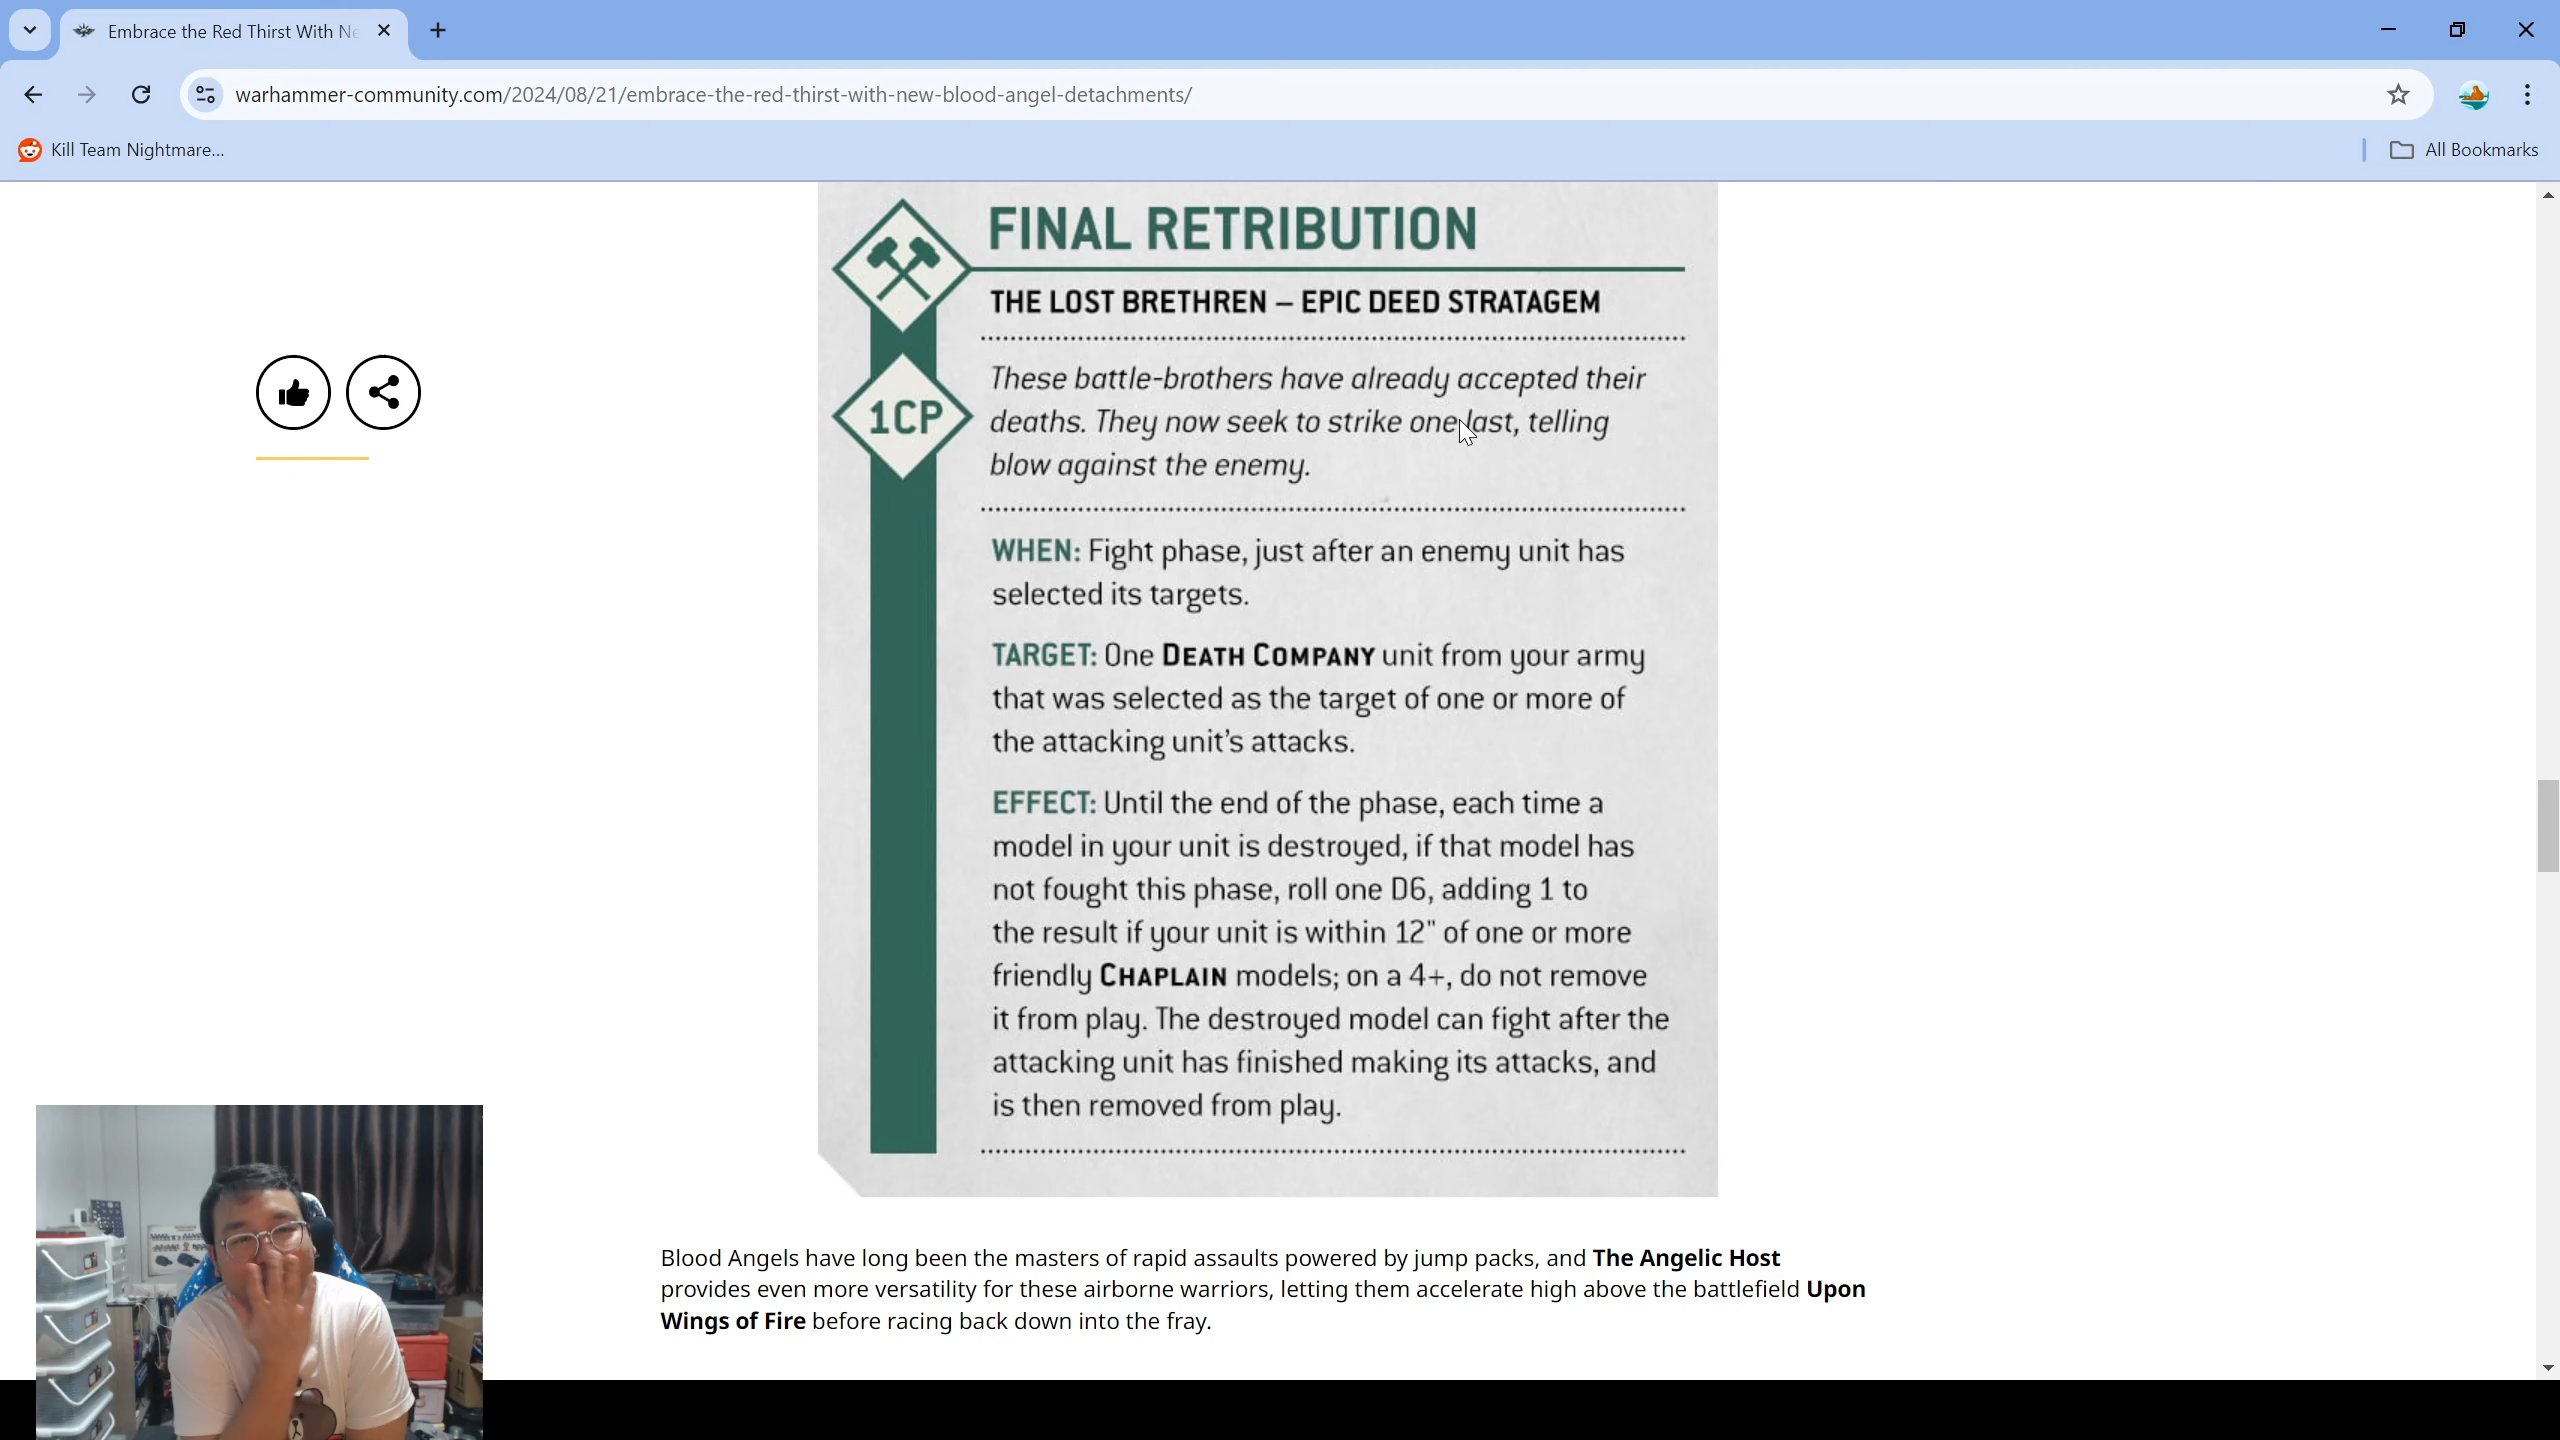 Embrace the Red Thirst With Ne
warhammer-community.com/2024/08/21/embrace-the-red-thirst-with-new-blood-angel-detachments/
Kill Team Nightmare...
All Bookmarks
FINAL RETRIBUTION
THE LOST BRETHREN – EPIC DEED STRATAGEM
1CP
These battle-brothers have already accepted their
deaths. They now seek to strike one last, telling
blow against the enemy.
WHEN: Fight phase, just after an enemy unit has
selected its targets.
TARGET: One DEATH COMPANY unit from your army
that was selected as the target of one or more of
the attacking unit's attacks.
EFFECT: Until the end of the phase, each time a
model in your unit is destroyed, if that model has
not fought this phase, roll one D6, adding 1 to
the result if your unit is within 12" of one or more
friendly CHAPLAIN models; on a 4+, do not remove
it from play. The destroyed model can fight after the
attacking unit has finished making its attacks, and
is then removed from play.
Blood Angels have long been the masters of rapid assaults powered by jump packs, and The Angelic Host
provides even more versatility for these airborne warriors, letting them accelerate high above the battlefield Upon
Wings of Fire before racing back down into the fray.